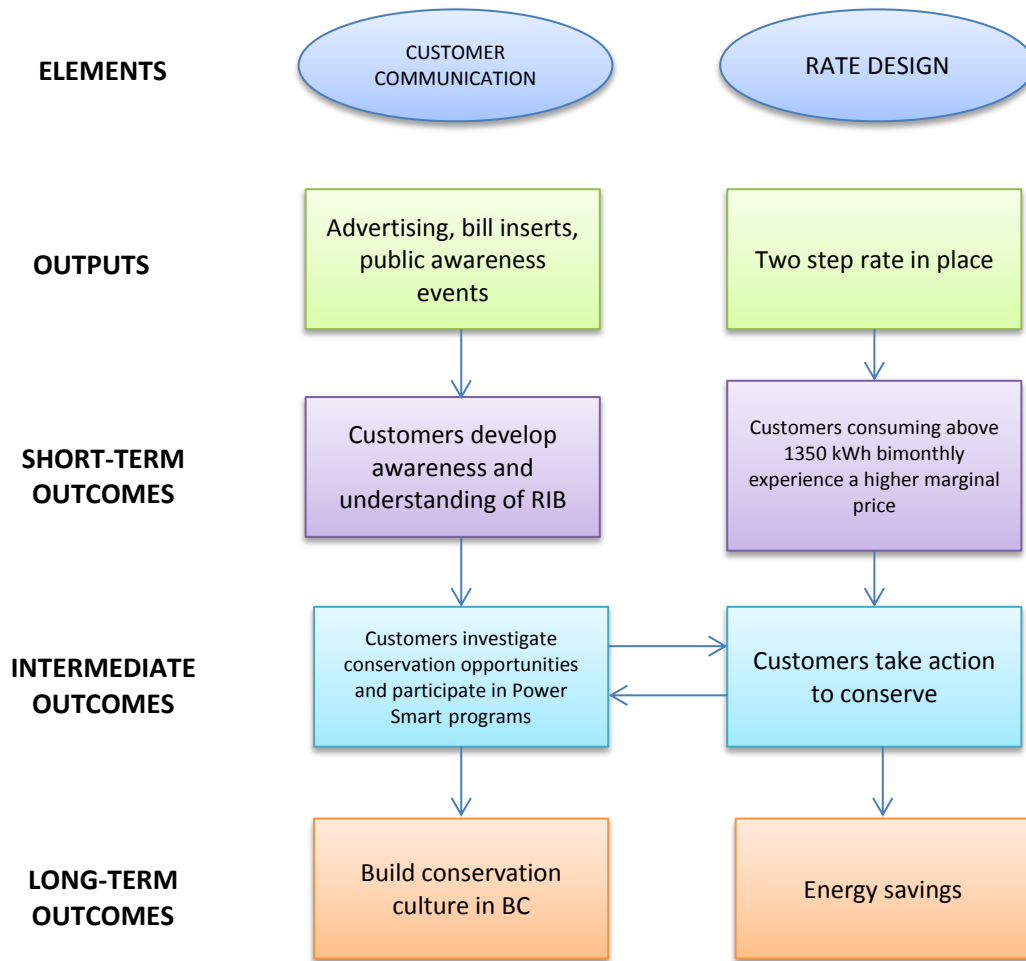 ELEMENTS
CUSTOMER
COMMUNICATION
RATE DESIGN
OUTPUTS
Advertising, bill inserts,
public awareness
events
Two step rate in place
SHORT-TERM
OUTCOMES
Customers develop
awareness and
understanding of RIB
Customers consuming above
1350 kWh bimonthly
experience a higher marginal
price
INTERMEDIATE
OUTCOMES
Customers investigate
conservation opportunities
and participate in Power
Smart programs
Customers take action
to conserve
LONG-TERM
OUTCOMES
Build conservation
culture in BC
Energy savings